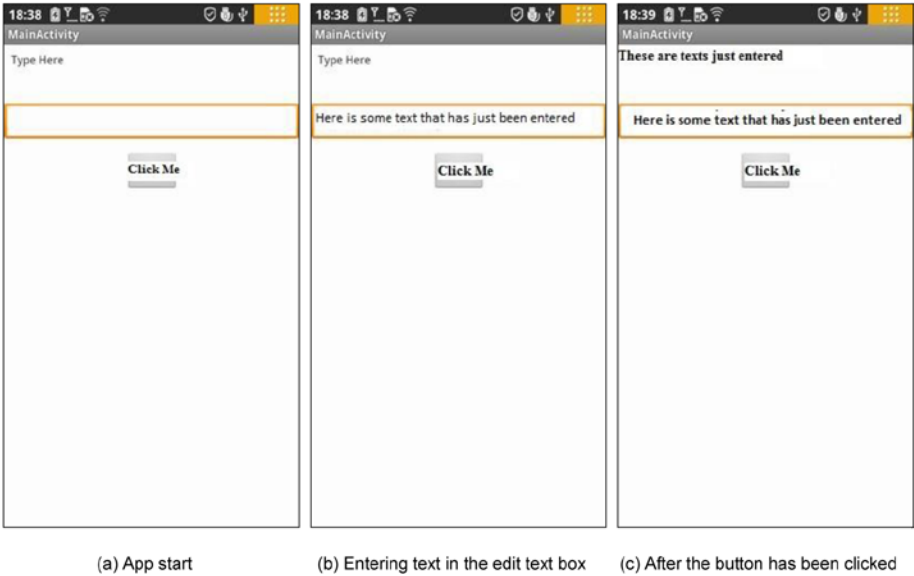 18:38
MainActivity
Type Here
Click Me
18:38
MainActivity
Type Here
Here is some text that has just been entered
Click Me
18:39
MainActivity
These are texts just entered
Here is some text that has just been entered
Click Me
(a) App start
(b) Entering text in the edit text box
(c) After the button has been clicked